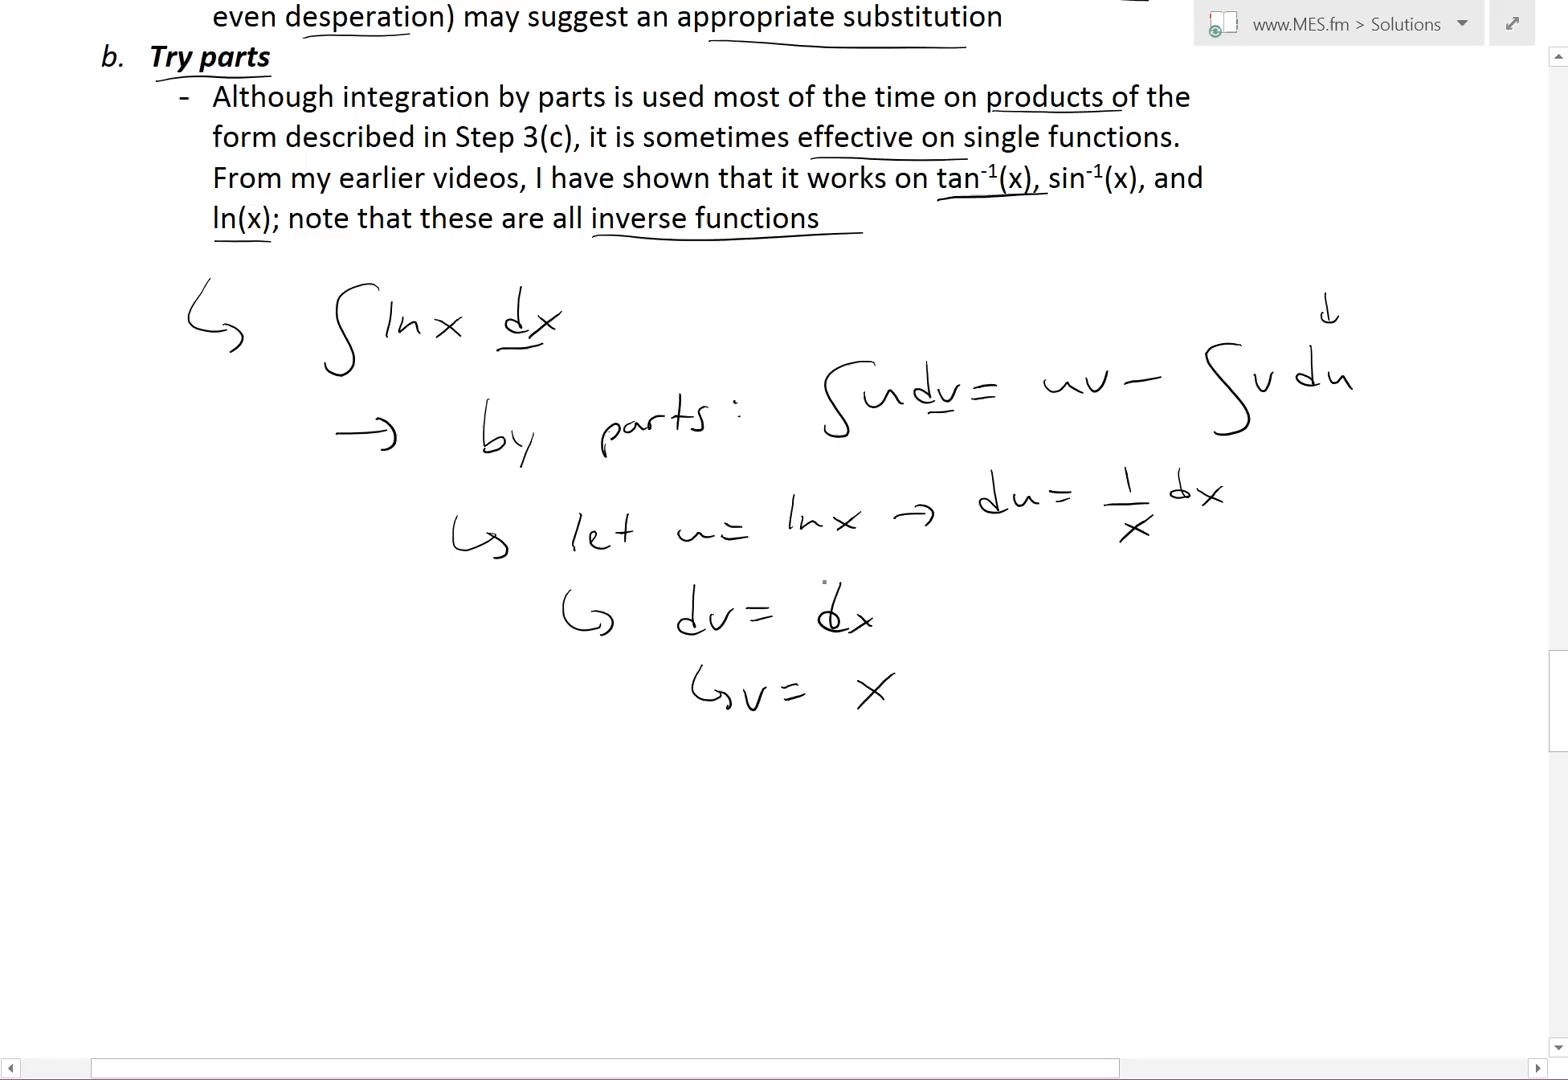 even desperation) may suggest an appropriate substitution
www.MES.fm > Solutions
b. Try parts
- Although integration by parts is used most of the time on products of the
form described in Step 3(c), it is sometimes effective on single functions.
From my earlier videos, I have shown that it works on tan⁻¹(x), sin⁻¹(x), and
ln(x); note that these are all inverse functions
↳ ∫ ln x dx
→ by parts: ∫ u dv = uv − ∫ v du
↳ let u = ln x → du = 1/x dx
↳ dv = dx
↳ v = x